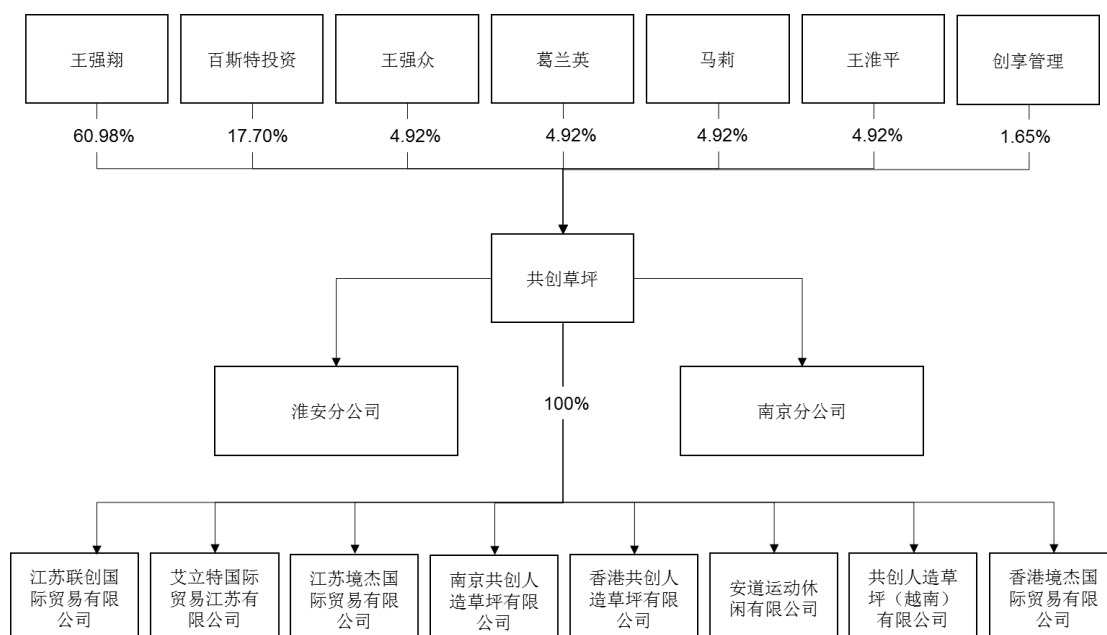 王强翔
百斯特投资
王强众
葛兰英
马莉
王淮平
创享管理
60.98%
17.70%
4.92%
4.92%
4.92%
4.92%
1.65%
共创草坪
淮安分公司
100%
南京分公司
江苏联创国
际贸易有限
公司
艾立特国际
贸易江苏有
限公司
江苏境杰国
际贸易有限
公司
南京共创人
造草坪有限
公司
香港共创人
造草坪有限
公司
安道运动休
闲有限公司
共创人造草
坪（越南）
有限公司
香港境杰国
际贸易有限
公司